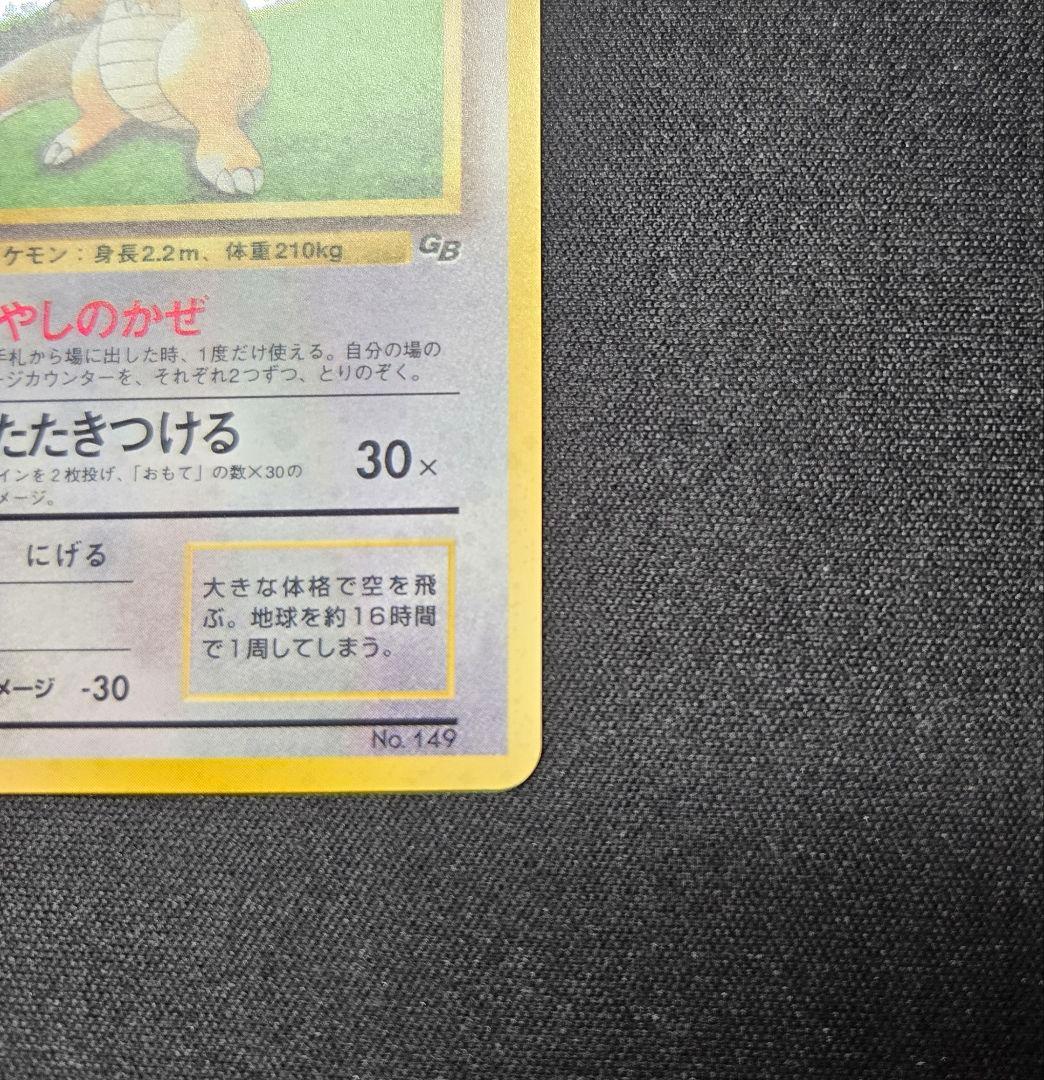 ケモン：身長2.2m、体重210kg
GB
やしのかぜ
手札から場に出した時、1度だけ使える。自分の場の
ージカウンターを、それぞれ2つずつ、とりのぞく。
たたきつける
30×
インを2枚投げ、「おもて」の数×30の
メージ。
にげる
大きな体格で空を飛
ぶ。地球を約16時間
で1周してしまう。
メージ -30
No. 149